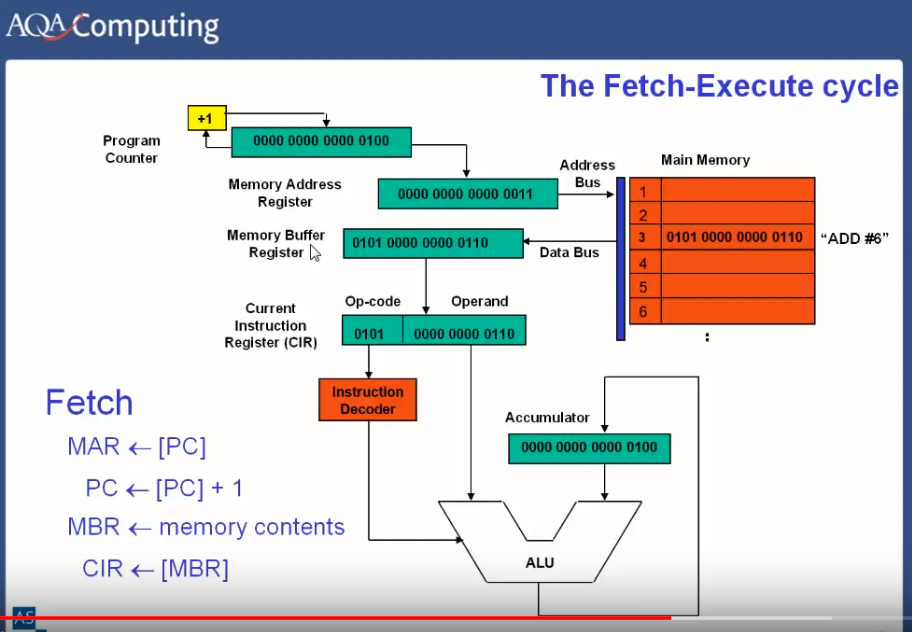 AQA Computing
The Fetch-Execute cycle
+1
Program
Counter
0000 0000 0000 0100
Memory Address
Register
0000 0000 0000 0011
Address
Bus
Main Memory
1
2
3 0101 0000 0000 0110
4
5
6
:
“ADD #6”
Memory Buffer
Register
0101 0000 0000 0110
Data Bus
Current
Instruction
Register (CIR)
Op-code Operand
0101 0000 0000 0110
Instruction
Decoder
Accumulator
0000 0000 0000 0100
ALU
Fetch
MAR ← [PC]
PC ← [PC] + 1
MBR ← memory contents
CIR ← [MBR]
AS